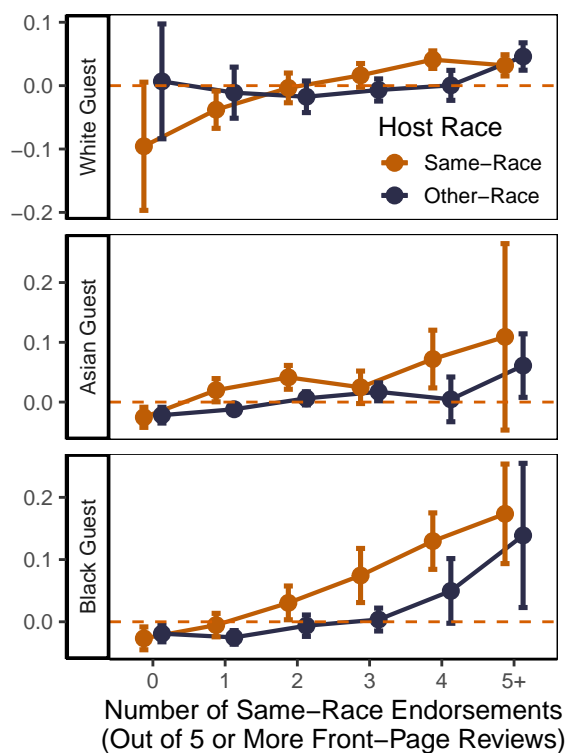 0.1
0.0
−0.1
−0.2
White Guest
Host Race
Same−Race
Other−Race
0.2
0.1
0.0
Asian Guest
0.2
0.1
0.0
Black Guest
0 1 2 3 4 5+
Number of Same−Race Endorsements
(Out of 5 or More Front−Page Reviews)